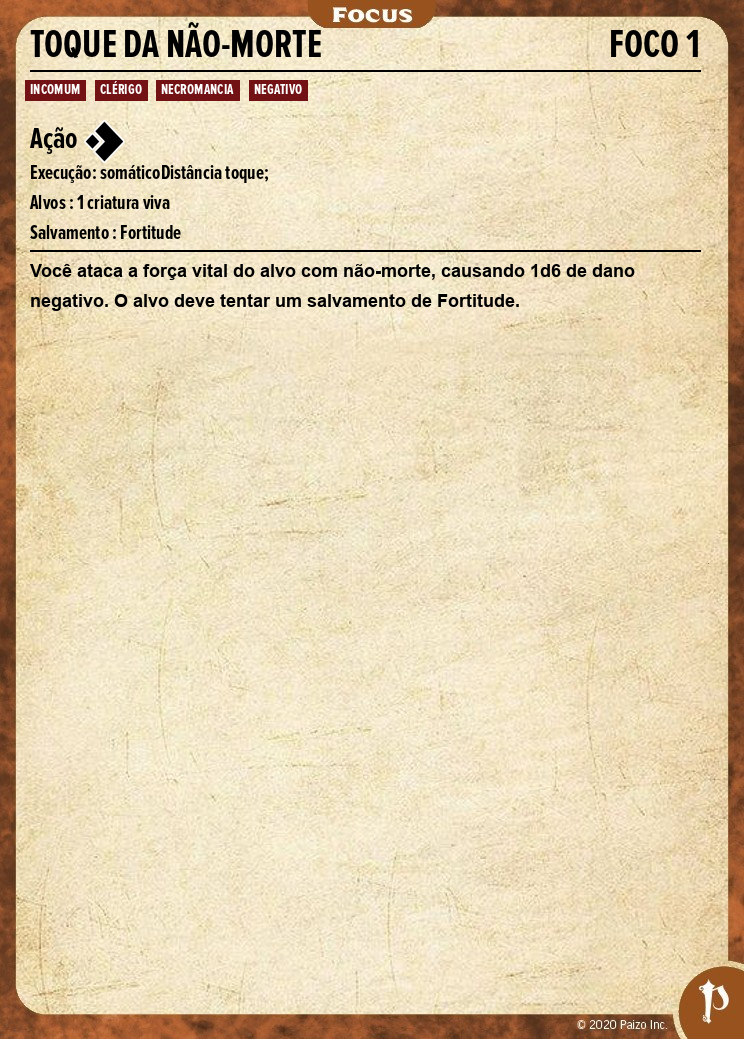 Focus
TOQUE DA NÃO-MORTE FOCO 1
INCOMUM CLÉRIGO NECROMANCIA NEGATIVO
Ação
Execução: somáticoDistância toque;
Alvos : 1 criatura viva
Salvamento : Fortitude
Você ataca a força vital do alvo com não-morte, causando 1d6 de dano
negativo. O alvo deve tentar um salvamento de Fortitude.
© 2020 Paizo Inc.